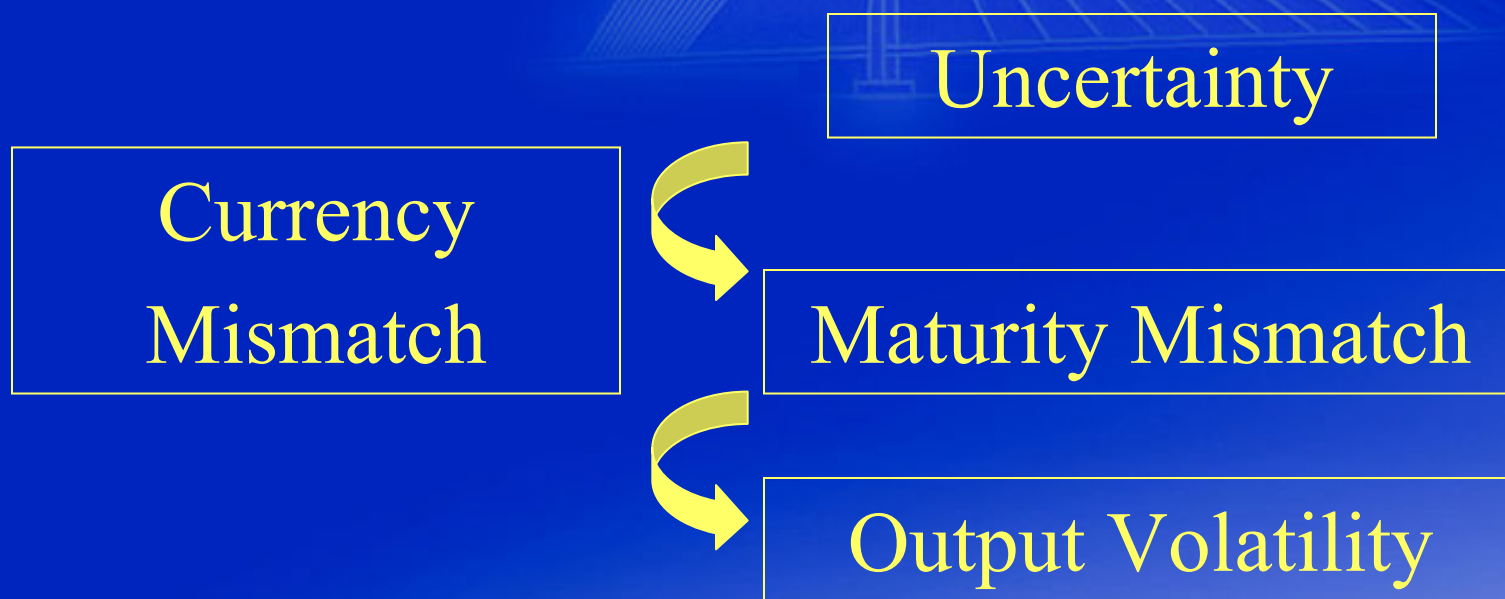 Uncertainty
Currency
Mismatch
Maturity Mismatch
Output Volatility